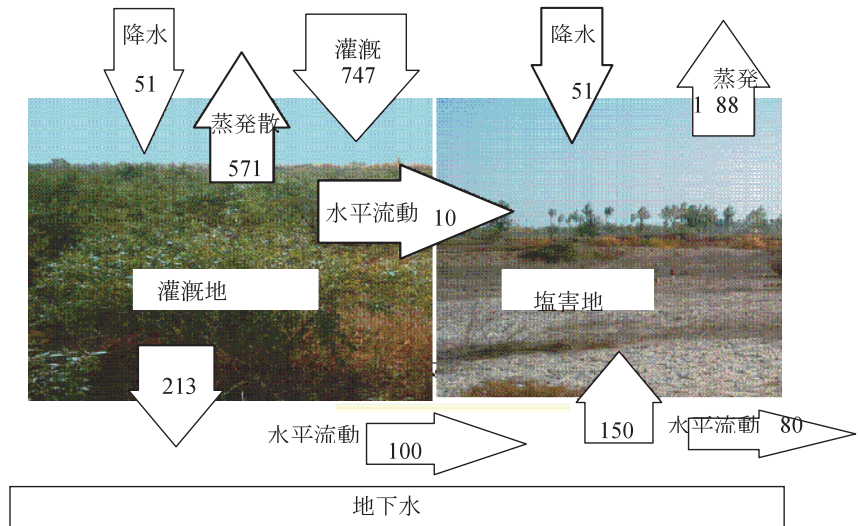 降水
51
蒸発散
571
灌漑
747
降水
51
蒸発
1 88
水平流動 10
灌漑地
塩害地
213
水平流動
100
150
水平流動 80
地下水